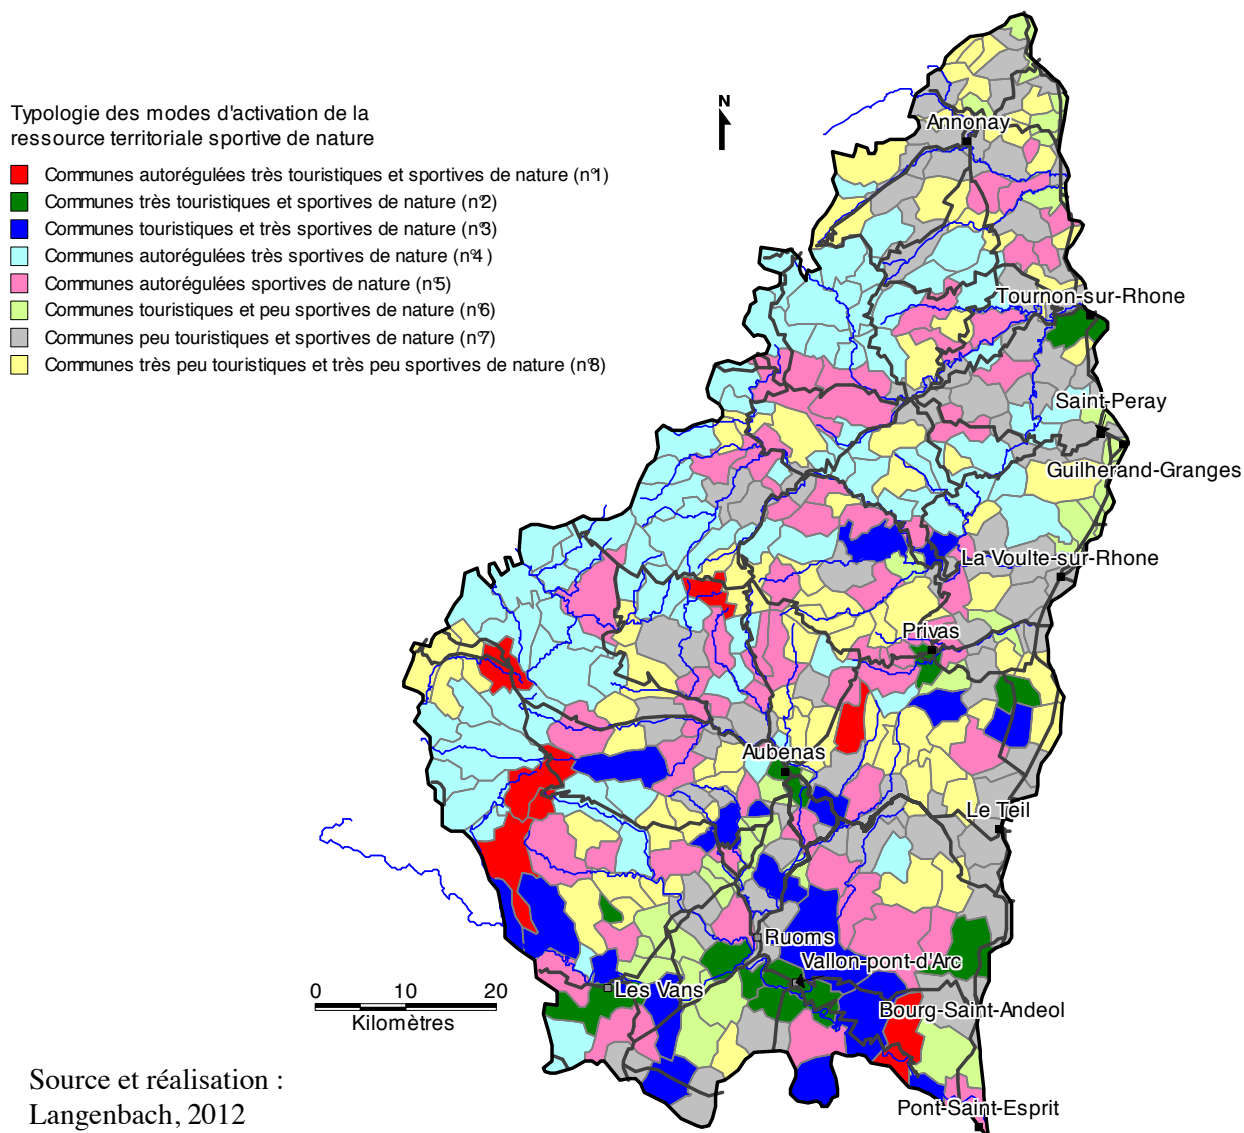 Typologie des modes d'activation de la
ressource territoriale sportive de nature
Communes autorégulées très touristiques et sportives de nature (n°1)
Communes très touristiques et sportives de nature (n°2)
Communes touristiques et très sportives de nature (n°3)
Communes autorégulées très sportives de nature (n°4)
Communes autorégulées sportives de nature (n°5)
Communes touristiques et peu sportives de nature (n°6)
Communes peu touristiques et sportives de nature (n°7)
Communes très peu touristiques et très peu sportives de nature (n°8)
N
Annonay
Tournon-sur-Rhone
Saint-Peray
Guilherand-Granges
La Voulte-sur-Rhone
Privas
Aubenas
Le Teil
Ruoms
Vallon-pont-d'Arc
Les Vans
Bourg-Saint-Andeol
Pont-Saint-Esprit
0 10 20
Kilomètres
Source et réalisation :
Langenbach, 2012